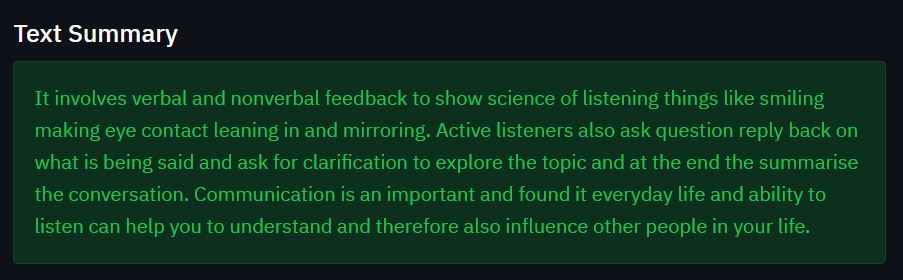 Text Summary
It involves verbal and nonverbal feedback to show science of listening things like smiling
making eye contact leaning in and mirroring. Active listeners also ask question reply back on
what is being said and ask for clarification to explore the topic and at the end the summarise
the conversation. Communication is an important and found it everyday life and ability to
listen can help you to understand and therefore also influence other people in your life.